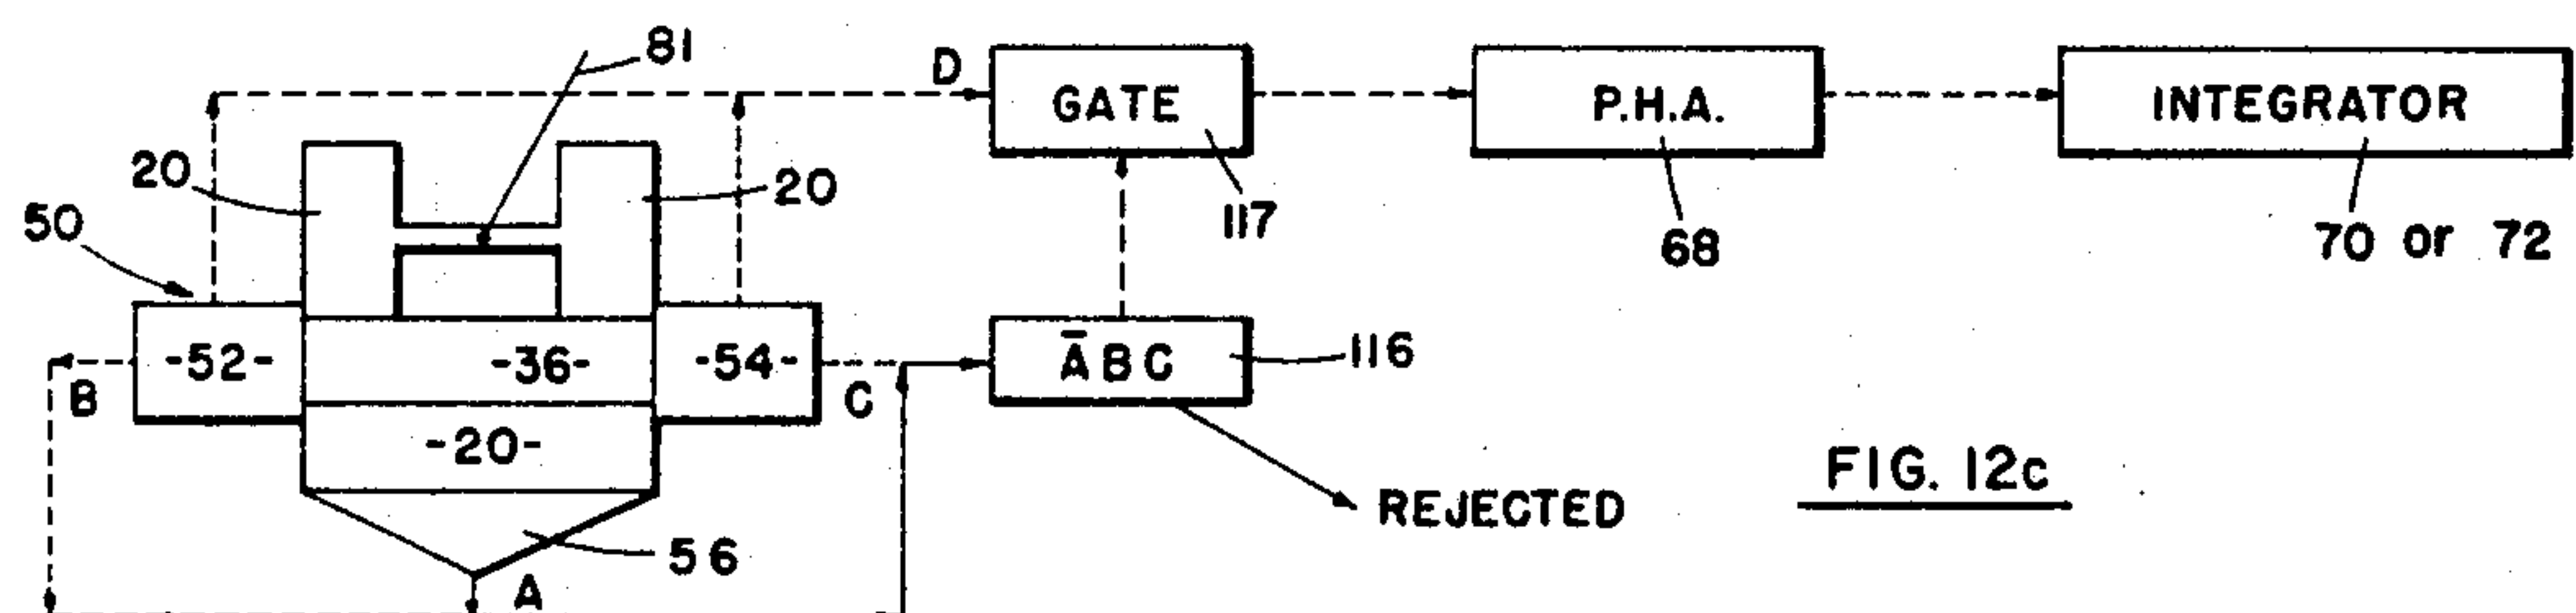 81
D
GATE
P.H.A.
INTEGRATOR
20
20
117
68
70 or 72
50
-52-
-36-
-54-
B
C
A̅BC
116
-20-
REJECTED
FIG. 12c
56
A